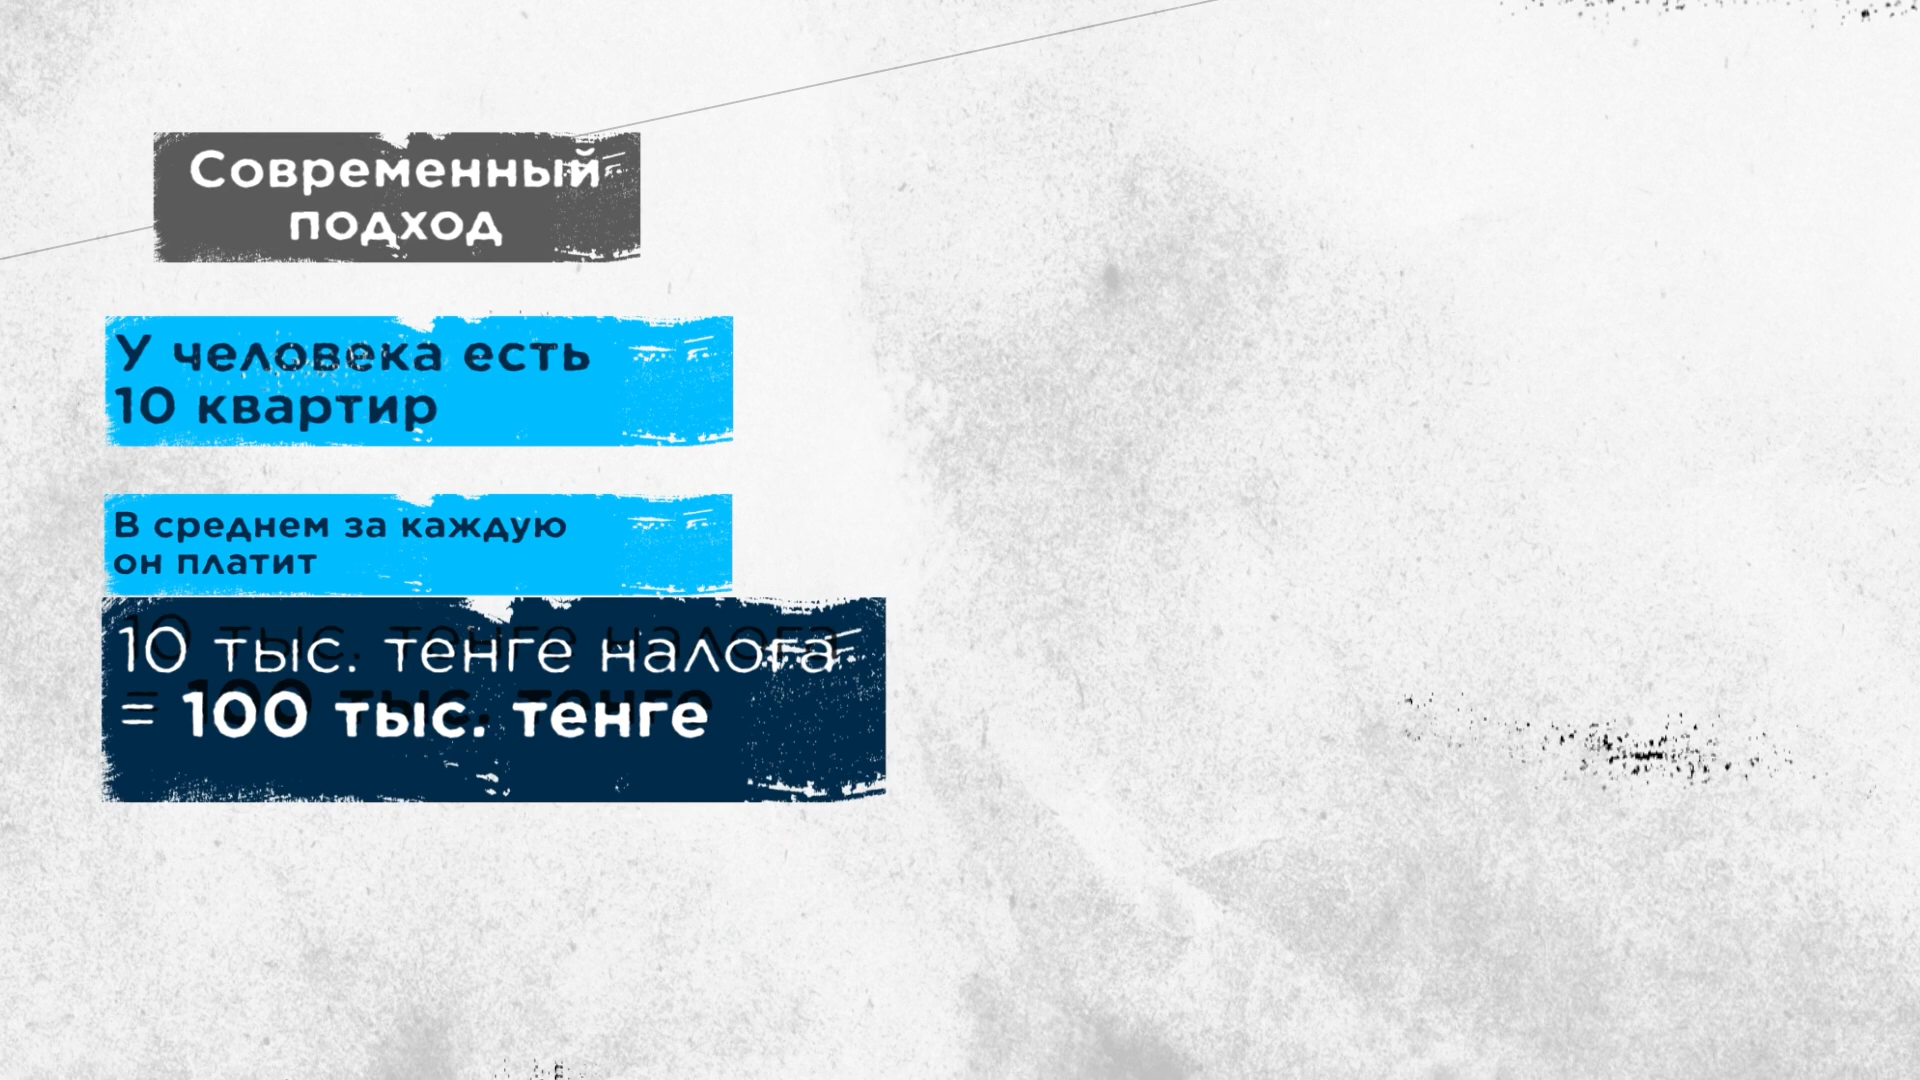 Современный
подход
У человека есть
10 квартир
В среднем за каждую
он платит
10 тыс. тенге налога
= 100 тыс. тенге